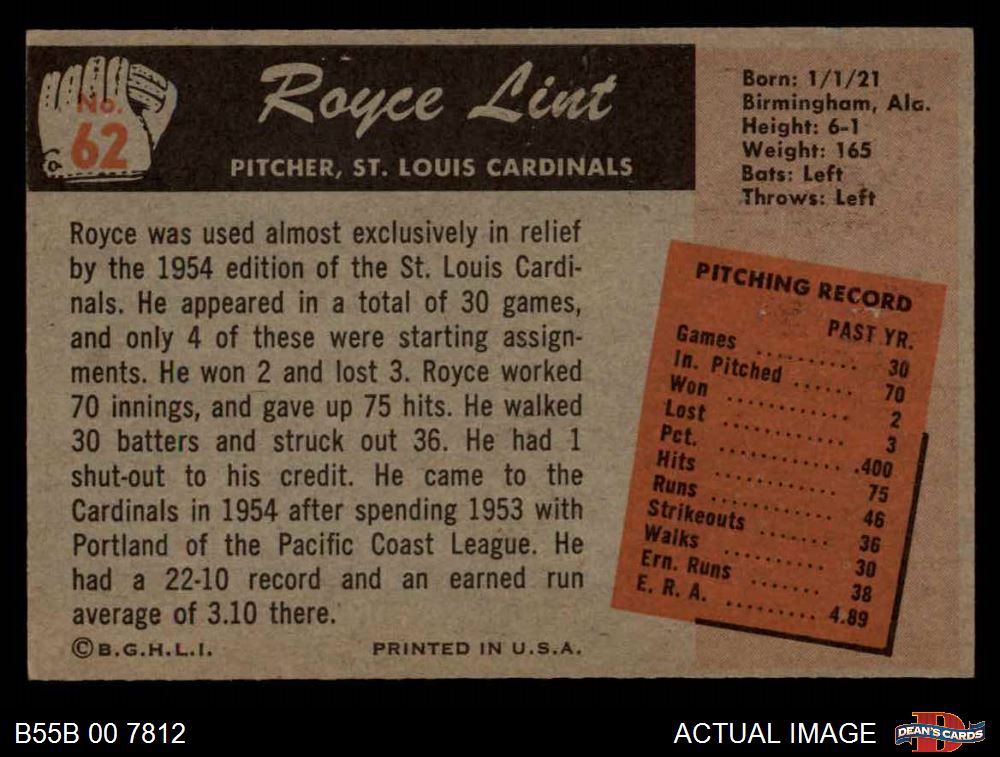 No.
62
Royce Lint
PITCHER, ST. LOUIS CARDINALS
Born: 1/1/21
Birmingham, Ala.
Height: 6-1
Weight: 165
Bats: Left
Throws: Left
Royce was used almost exclusively in relief
by the 1954 edition of the St. Louis Cardi-
nals. He appeared in a total of 30 games,
and only 4 of these were starting assign-
ments. He won 2 and lost 3. Royce worked
70 innings, and gave up 75 hits. He walked
30 batters and struck out 36. He had 1
shut-out to his credit. He came to the
Cardinals in 1954 after spending 1953 with
Portland of the Pacific Coast League. He
had a 22-10 record and an earned run
average of 3.10 there.
©B.G.H.L.I. PRINTED IN U.S.A.
PITCHING RECORD
PAST YR.
Games .......... 30
In. Pitched ...... 70
Won ............ 2
Lost ............ 3
Pct. ............ .400
Hits ............ 75
Runs ............ 46
Strikeouts ....... 36
Walks .......... 30
Ern. Runs ....... 38
E. R. A. ......... 4.89
B55B 00 7812
ACTUAL IMAGE
D
DEAN'S CARDS